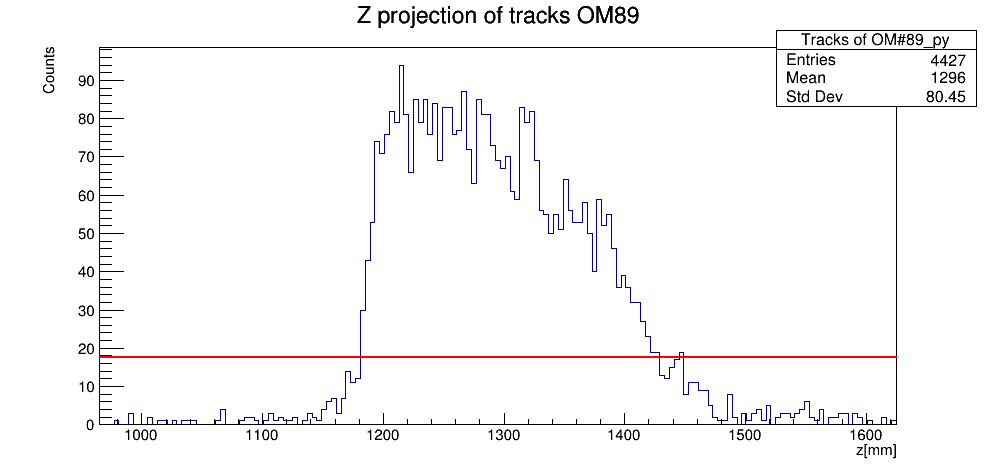 Z projection of tracks OM89
Tracks of OM#89_py
Entries 4427
Mean 1296
Std Dev 80.45
Counts
90
80
70
60
50
40
30
20
10
0
1000 1100 1200 1300 1400 1500 1600
z[mm]